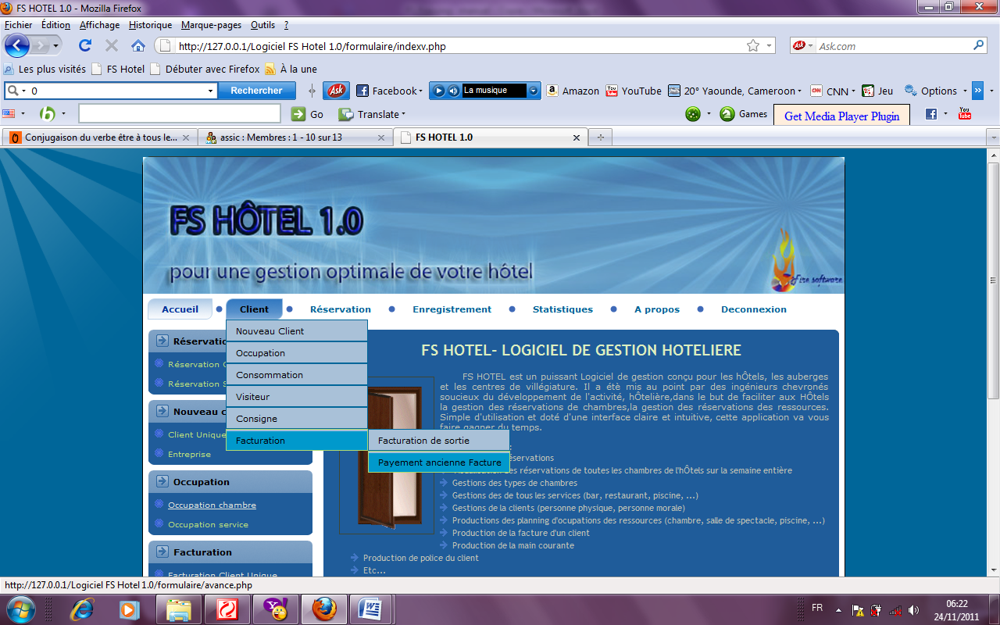 FS HOTEL 1.0 - Mozilla Firefox
Fichier Édition Affichage Historique Marque-pages Outils ?
http://127.0.0.1/Logiciel FS Hotel 1.0/formulaire/indexv.php
Ask Ask.com
Les plus visités FS Hotel Débuter avec Firefox À la une
0 Rechercher Ask Facebook La musique Amazon YouTube 20° Yaounde, Cameroon CNN CNN Jeu Options »
Go Translate Games Get Media Player Plugin You Tube
Conjugaison du verbe être à tous le... assic : Membres : 1 - 10 sur 13 FS HOTEL 1.0
FS HÔTEL 1.0
pour une gestion optimale de votre hôtel
Fire software
Accueil Client Réservation Enregistrement Statistiques A propos Deconnexion
Nouveau Client
Occupation
Consommation
Visiteur
Consigne
Facturation
Facturation de sortie
Payement ancienne Facture
Réservation
Réservation
Réservation
Nouveau c
Client Unique
Entreprise
Occupation
Occupation chambre
Occupation service
Facturation
Facturation Client Unique
FS HOTEL- LOGICIEL DE GESTION HOTELIERE
FS HOTEL est un puissant Logiciel de gestion conçu pour les hÔtels, les auberges
et les centres de villégiature. Il a étè mis au point par des ingénieurs chevronés
soucieux du développement de l'activité, hÔtelière,dans le but de faciliter aux HÔtels
la gestion des réservations de chambres,la gestion des réservations des ressources.
Simple d'utilisation et doté d'une interface claire et intuitive, cette application va vous
faire gagner du temps.
:
réservations
des réservations de toutes les chambres de l'hÔtels sur la semaine entière
Gestions des types de chambres
Gestions des de tous les services (bar, restaurant, piscine, ...)
Gestions de la clients (personne physique, personne morale)
Productions des planning d'ocupations des ressources (chambre, salle de spectacle, piscine, ...)
Production de la facture d'un client
Production de la main courante
Production de police du client
Etc...
http://127.0.0.1/Logiciel FS Hotel 1.0/formulaire/avance.php
FR 06:22
24/11/2011